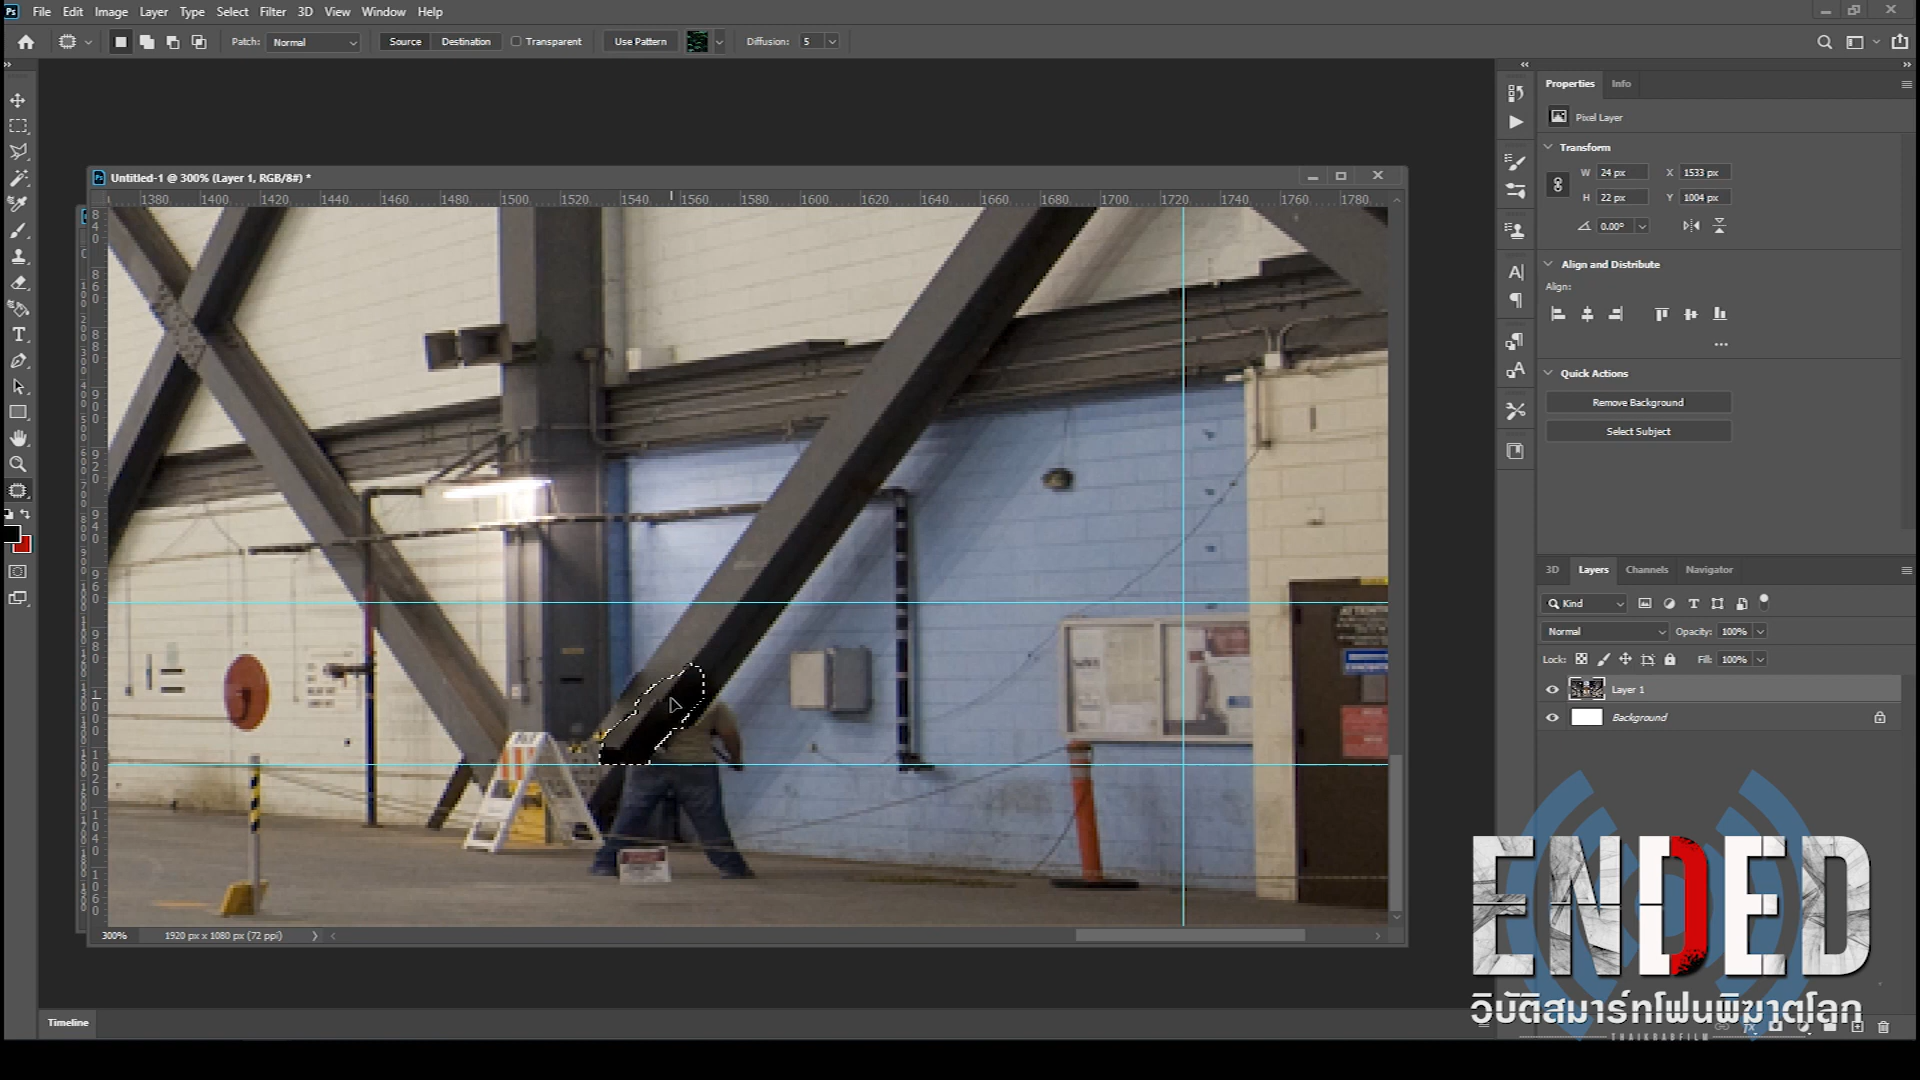 Ps File Edit Image Layer Type Select Filter 3D View Window Help
Patch: Normal Source Destination Transparent Use Pattern Diffusion: 5
Untitled-1 @ 300% (Layer 1, RGB/8#) *
1380 1400 1420 1440 1460 1480 1500 1520 1540 1560 1580 1600 1620 1640 1660 1680 1700 1720 1740 1760 1780
Properties Info
Pixel Layer
Transform
W 24 px X 1533 px
H 22 px Y 1004 px
0.00°
Align and Distribute
Align:
Quick Actions
Remove Background
Select Subject
3D Layers Channels Navigator
Kind
Normal Opacity: 100%
Lock: Fill: 100%
Layer 1
Background
300% 1920 px x 1080 px (72 ppi)
Timeline
ENDED
วิบัติสมาร์ทโฟนพิฆาตโลก
THAIKRABFILM